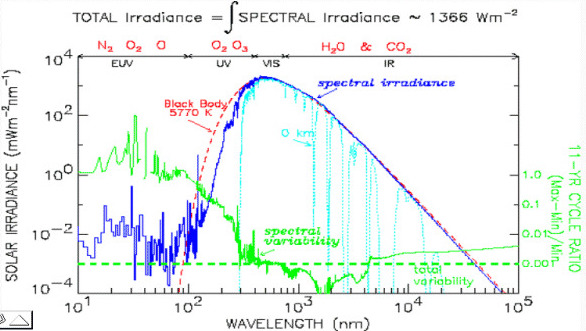 TOTAL Irradiance = ∫ SPECTRAL Irradiance ~ 1366 Wm⁻²
N₂ O₂ O O₂ O₃ H₂O & CO₂
EUV UV VIS IR
10⁴
10²
10⁰
10⁻²
10⁻⁴
SOLAR IRRADIANCE (mWm⁻²nm⁻¹)
spectral irradiance
Black Body
5770 K
0 km
spectral
variability
total
variability
1.0
1.0
0.1
0.01
0.001
11-YR CYCLE RATIO
(Max-Min)/Min
10¹ 10² 10³ 10⁴ 10⁵
WAVELENGTH (nm)